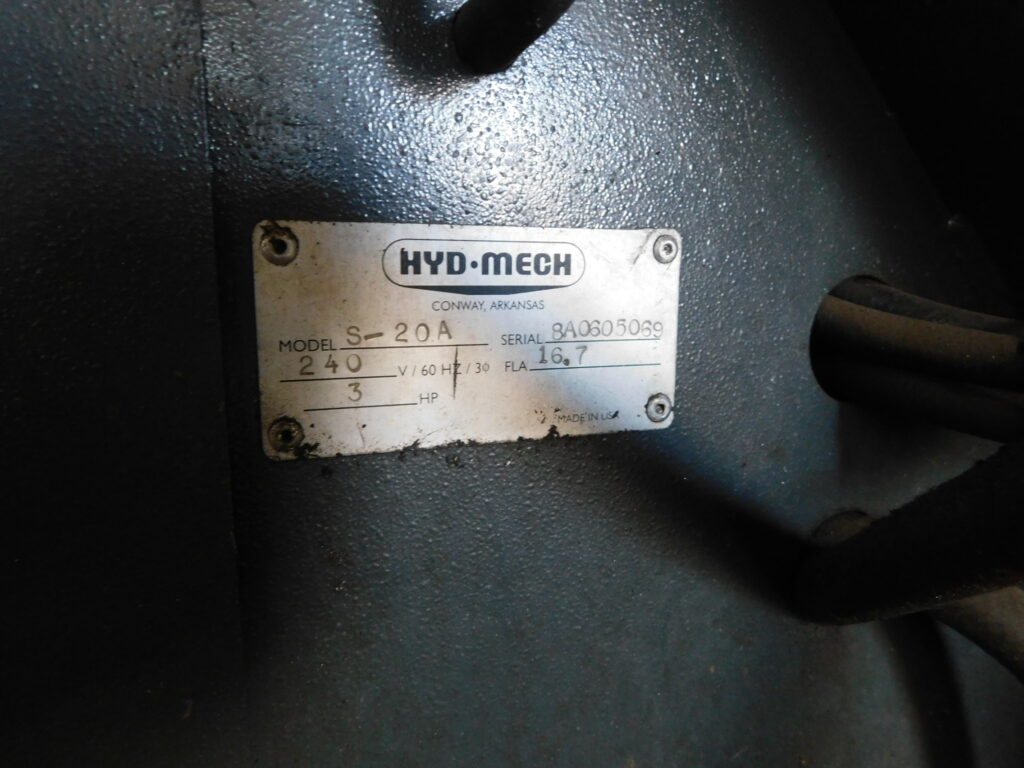 HYD·MECH
CONWAY, ARKANSAS
MODEL S-20A SERIAL 8A0605069
240 V / 60 HZ / 3Φ FLA 16.7
3 HP
MADE IN USA